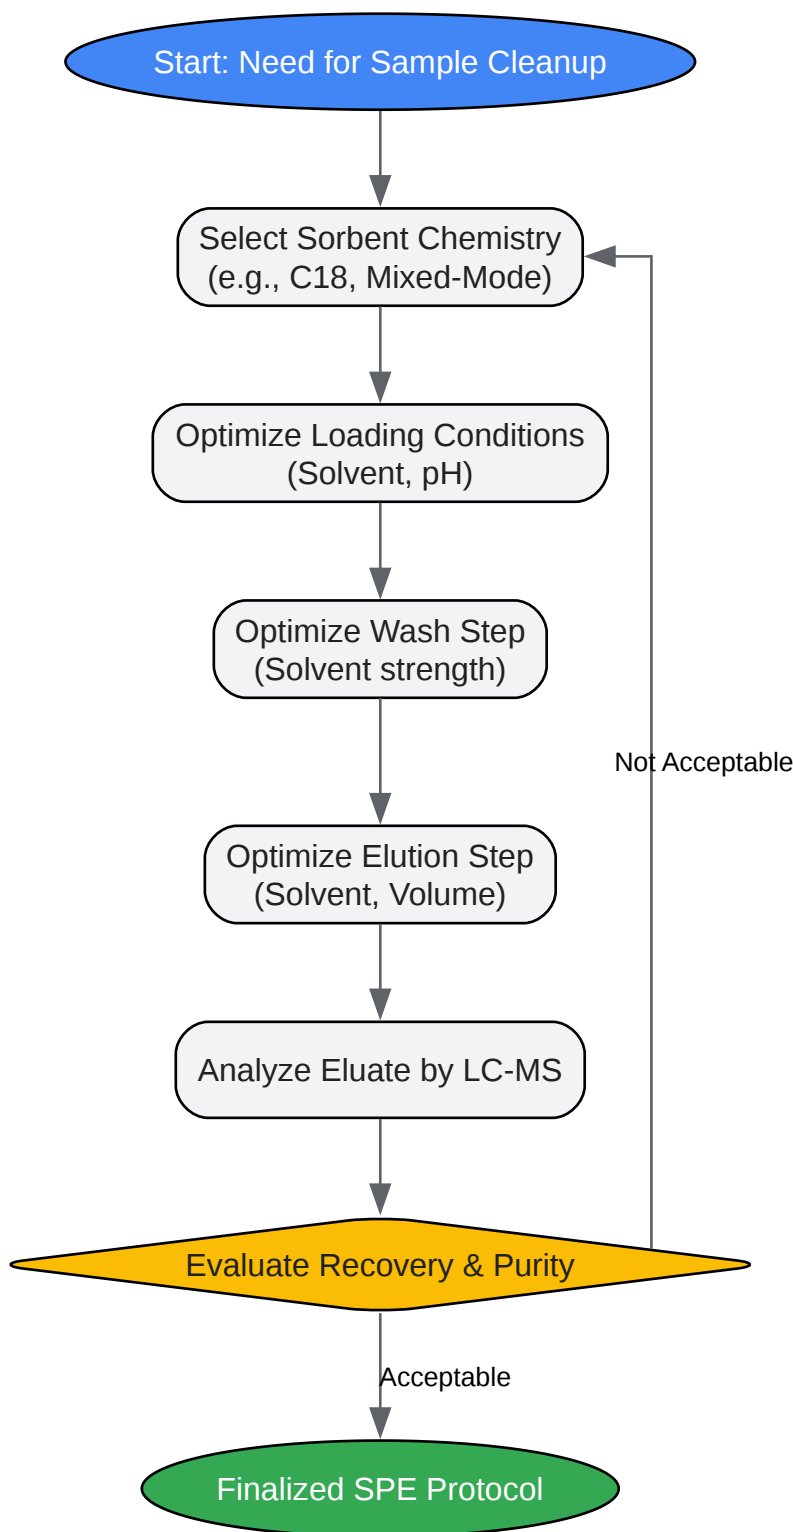 Start: Need for Sample Cleanup
Select Sorbent Chemistry
(e.g., C18, Mixed-Mode)
Optimize Loading Conditions
(Solvent, pH)
Optimize Wash Step
(Solvent strength)
Not Acceptable
Optimize Elution Step
(Solvent, Volume)
Analyze Eluate by LC-MS
Evaluate Recovery & Purity
Acceptable
Finalized SPE Protocol